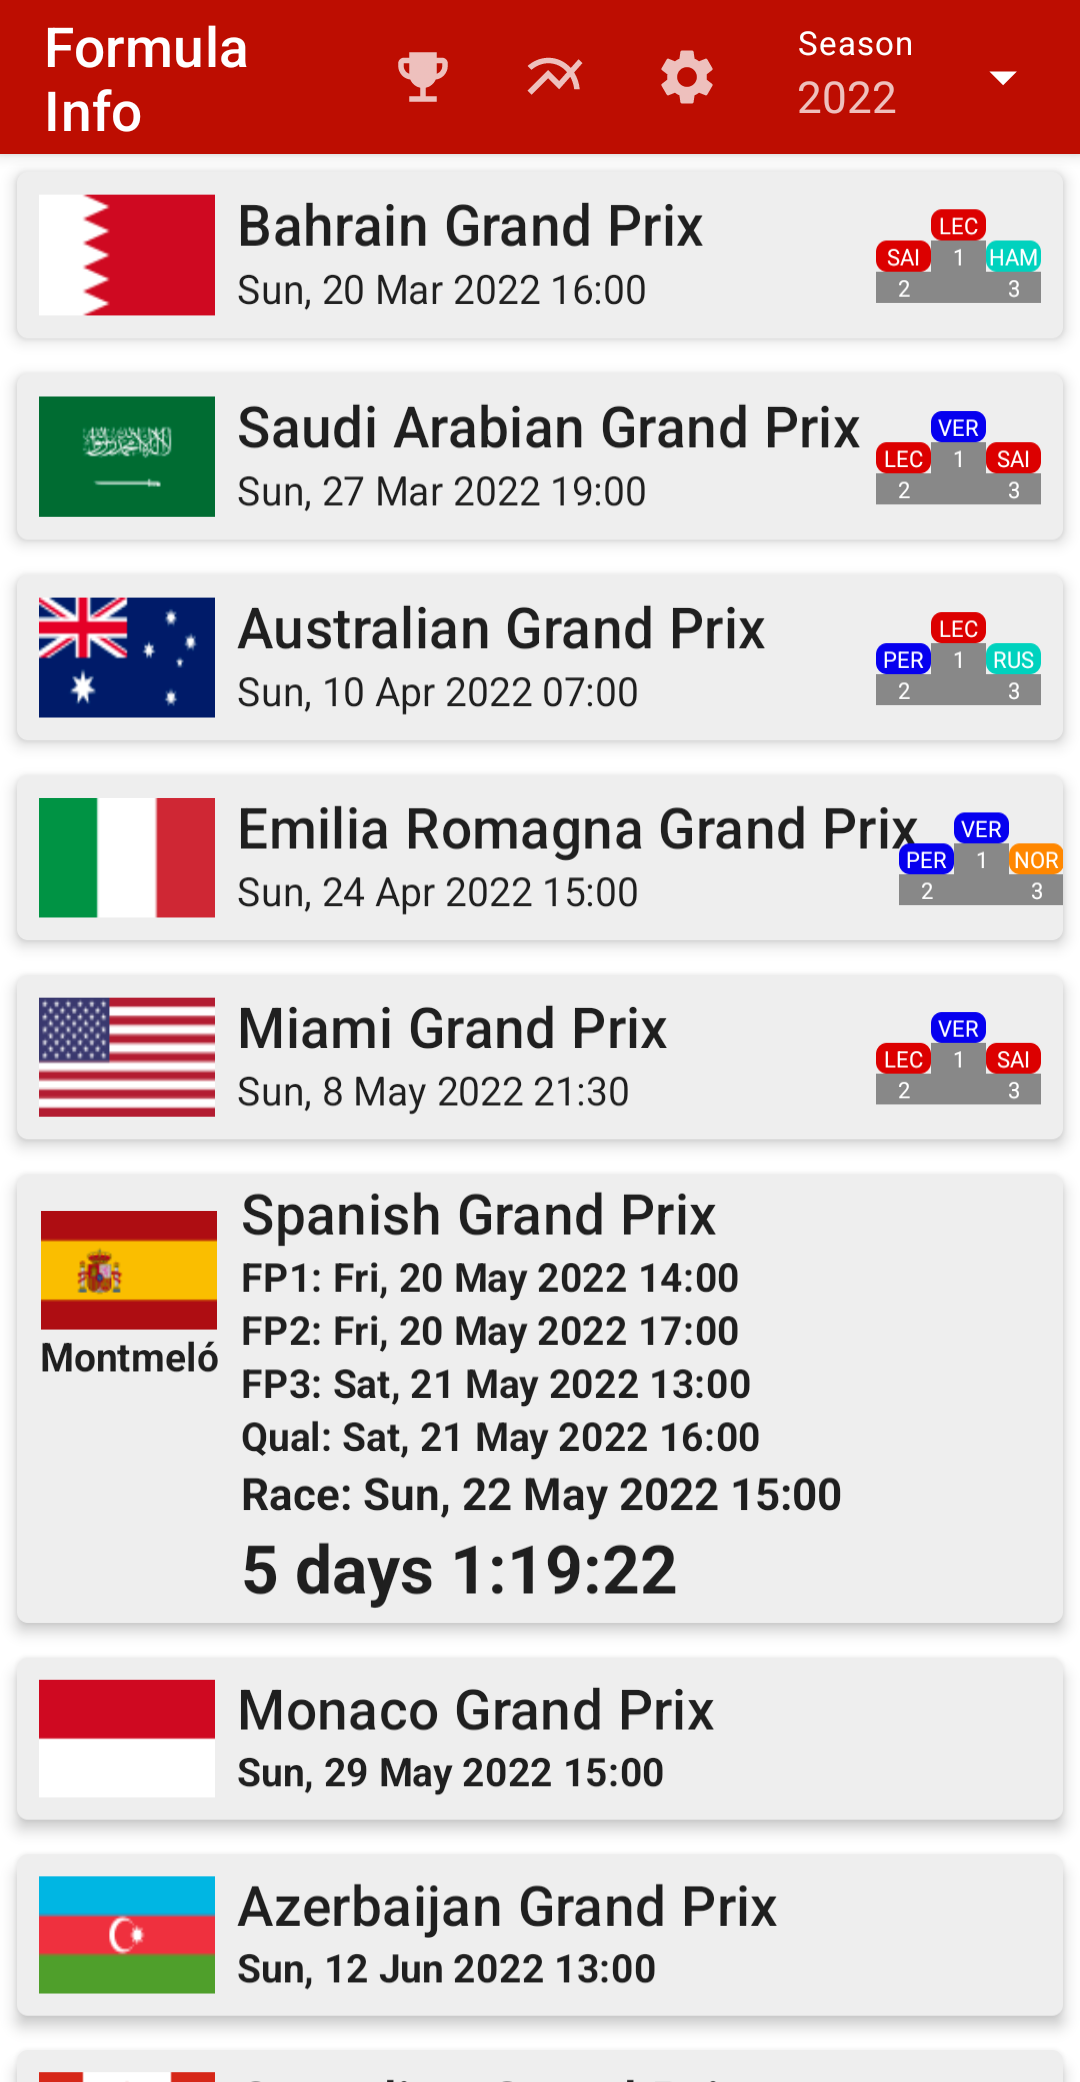 Formula
Info
Season
2022
Bahrain Grand Prix
Sun, 20 Mar 2022 16:00
LEC
SAI 1 HAM
2 3
Saudi Arabian Grand Prix
Sun, 27 Mar 2022 19:00
VER
LEC 1 SAI
2 3
Australian Grand Prix
Sun, 10 Apr 2022 07:00
LEC
PER 1 RUS
2 3
Emilia Romagna Grand Prix
Sun, 24 Apr 2022 15:00
VER
PER 1 NOR
2 3
Miami Grand Prix
Sun, 8 May 2022 21:30
VER
LEC 1 SAI
2 3
Montmeló
Spanish Grand Prix
FP1: Fri, 20 May 2022 14:00
FP2: Fri, 20 May 2022 17:00
FP3: Sat, 21 May 2022 13:00
Qual: Sat, 21 May 2022 16:00
Race: Sun, 22 May 2022 15:00
5 days 1:19:22
Monaco Grand Prix
Sun, 29 May 2022 15:00
Azerbaijan Grand Prix
Sun, 12 Jun 2022 13:00